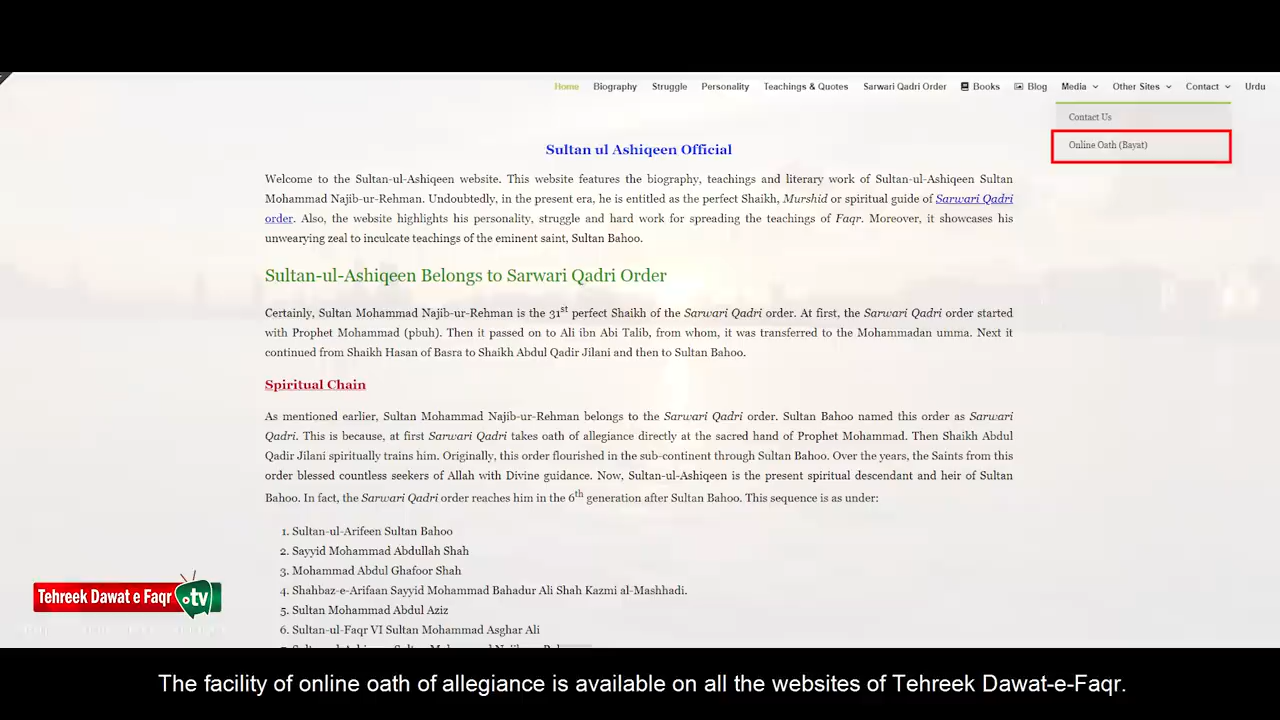 Home Biography Struggle Personality Teachings & Quotes Sarwari Qadri Order Books Blog Media Other Sites Contact Urdu
Contact Us
Online Oath (Bayat)
Sultan ul Ashiqeen Official
Welcome to the Sultan-ul-Ashiqeen website. This website features the biography, teachings and literary work of Sultan-ul-Ashiqeen Sultan
Mohammad Najib-ur-Rehman. Undoubtedly, in the present era, he is entitled as the perfect Shaikh, Murshid or spiritual guide of Sarwari Qadri
order. Also, the website highlights his personality, struggle and hard work for spreading the teachings of Faqr. Moreover, it showcases his
unwearying zeal to inculcate teachings of the eminent saint, Sultan Bahoo.
Sultan-ul-Ashiqeen Belongs to Sarwari Qadri Order
Certainly, Sultan Mohammad Najib-ur-Rehman is the 31st perfect Shaikh of the Sarwari Qadri order. At first, the Sarwari Qadri order started
with Prophet Mohammad (pbuh). Then it passed on to Ali ibn Abi Talib, from whom, it was transferred to the Mohammadan umma. Next it
continued from Shaikh Hasan of Basra to Shaikh Abdul Qadir Jilani and then to Sultan Bahoo.
Spiritual Chain
As mentioned earlier, Sultan Mohammad Najib-ur-Rehman belongs to the Sarwari Qadri order. Sultan Bahoo named this order as Sarwari
Qadri. This is because, at first Sarwari Qadri takes oath of allegiance directly at the sacred hand of Prophet Mohammad. Then Shaikh Abdul
Qadir Jilani spiritually trains him. Originally, this order flourished in the sub-continent through Sultan Bahoo. Over the years, the Saints from this
order blessed countless seekers of Allah with Divine guidance. Now, Sultan-ul-Ashiqeen is the present spiritual descendant and heir of Sultan
Bahoo. In fact, the Sarwari Qadri order reaches him in the 6th generation after Sultan Bahoo. This sequence is as under:
1. Sultan-ul-Arifeen Sultan Bahoo
2. Sayyid Mohammad Abdullah Shah
3. Mohammad Abdul Ghafoor Shah
4. Shahbaz-e-Arifaan Sayyid Mohammad Bahadur Ali Shah Kazmi al-Mashhadi.
5. Sultan Mohammad Abdul Aziz
6. Sultan-ul-Faqr VI Sultan Mohammad Asghar Ali
Tehreek Dawat e Faqr .tv
The facility of online oath of allegiance is available on all the websites of Tehreek Dawat-e-Faqr.